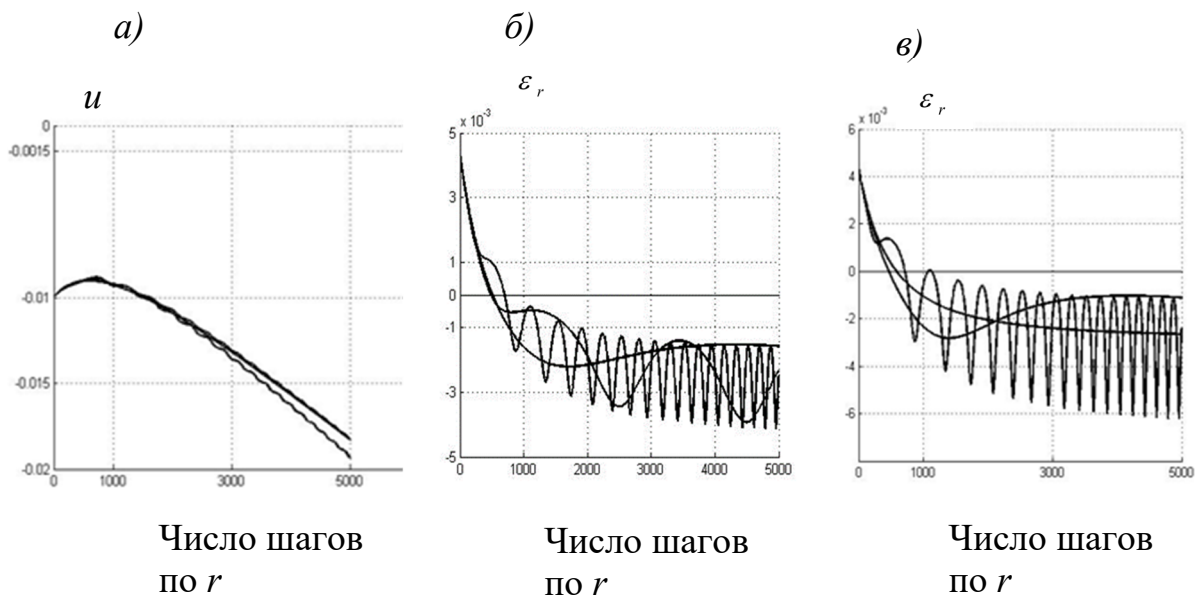 а)
б)
в)
u
ε r
ε r
0
-0.0015
-0.01
-0.015
-0.02
0 1000 3000 5000
x 10⁻³
5
3
1
0
-1
-3
-5
0 1000 2000 3000 4000 5000
x 10⁻³
6
4
2
0
-2
-4
-6
0 1000 3000 5000
Число шагов
по r
Число шагов
по r
Число шагов
по r